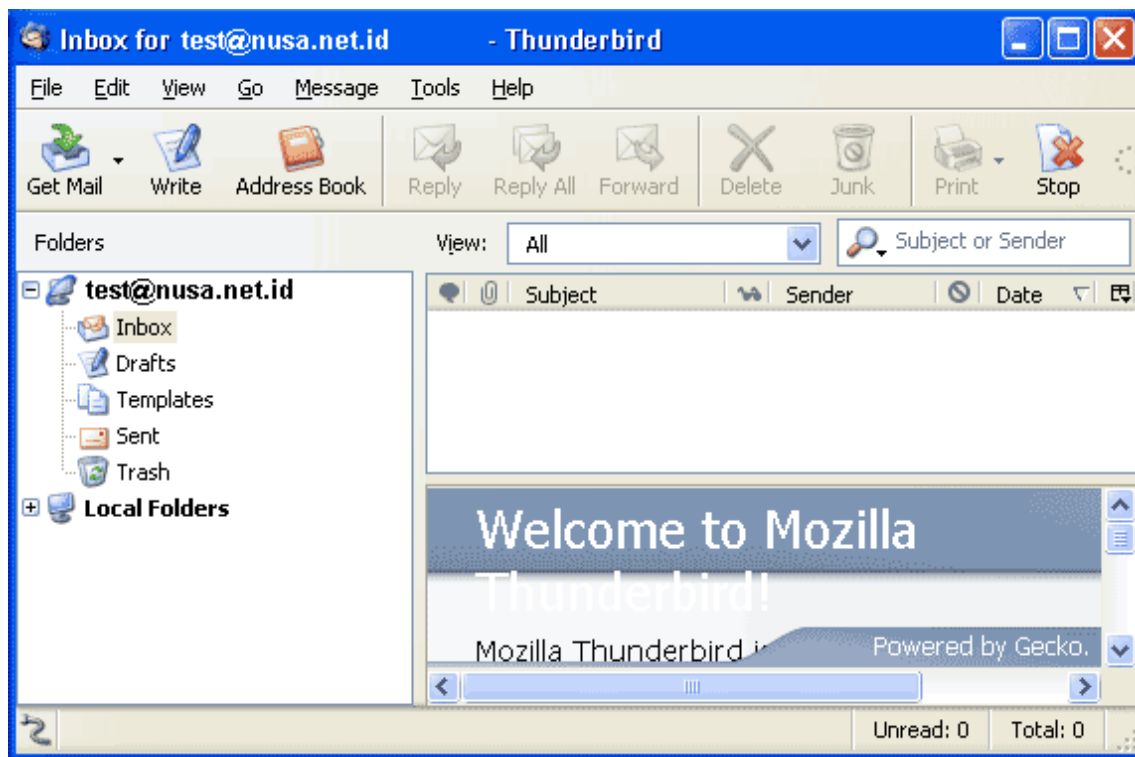 Inbox for test@nusa.net.id - Thunderbird
File Edit View Go Message Tools Help
Get Mail Write Address Book Reply Reply All Forward Delete Junk Print Stop
Folders View: All Subject or Sender
test@nusa.net.id
Subject Sender Date
Inbox
Drafts
Templates
Sent
Trash
Local Folders
Welcome to Mozilla
Thunderbird!
Mozilla Thunderbird
Powered by Gecko.
Unread: 0 Total: 0